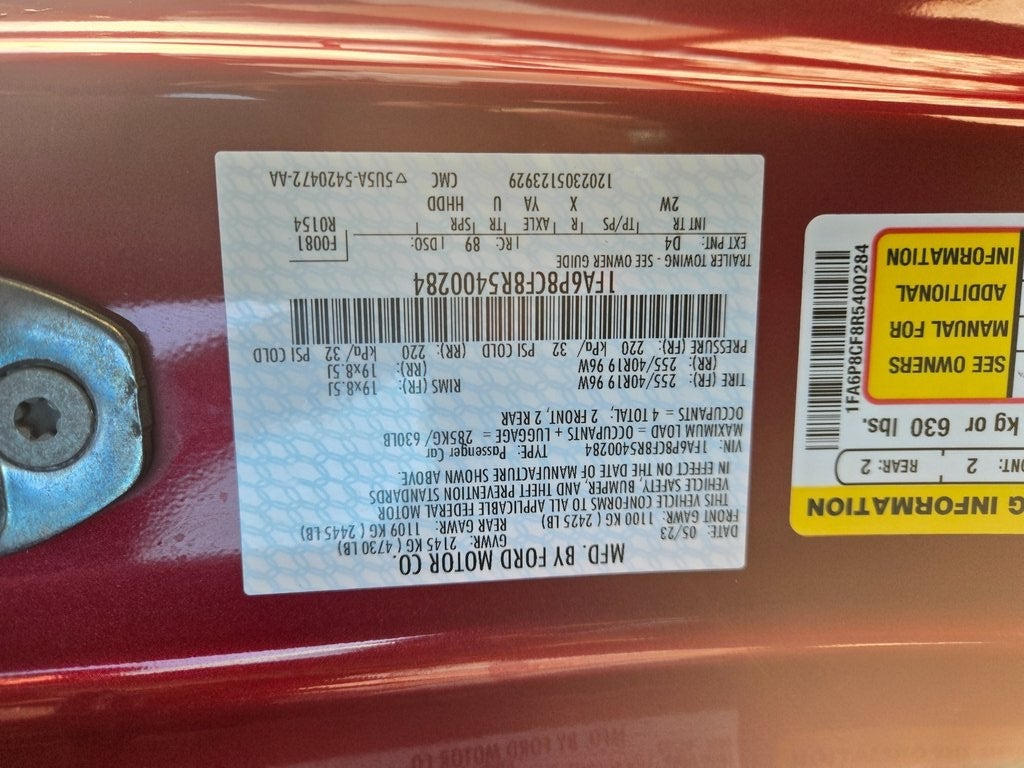 MFD. BY FORD MOTOR CO.
DATE: 05/23 GVWR: 2145 KG ( 4730 LB)
FRONT GAWR: 1100 KG ( 2425 LB) REAR GAWR: 1109 KG ( 2445 LB)
THIS VEHICLE CONFORMS TO ALL APPLICABLE FEDERAL MOTOR
VEHICLE SAFETY, BUMPER, AND THEFT PREVENTION STANDARDS
IN EFFECT ON THE DATE OF MANUFACTURE SHOWN ABOVE.
VIN: 1FA6P8CF8R5400284 TYPE: Passenger Car
MAXIMUM LOAD = OCCUPANTS + LUGGAGE = 285KG/630LB
OCCUPANTS = 4 TOTAL, 2 FRONT, 2 REAR
TIRE (FR): 255/40R19 96W RIMS (FR): 19x8.5J
(RR): 255/40R19 96W (RR): 19x8.5J
PRESSURE (FR): 220 kPa/ 32 PSI COLD (RR): 220 kPa/ 32 PSI COLD
1FA6P8CF8R5400284
TRAILER TOWING - SEE OWNER GUIDE
EXT PNT: D4 RC: 89 DSO: F0081
INT TR TP/PS R AXLE TR SPR R0154
2W X YA U HHDD
1202305123929 CMC 5U5A-5420472-AA
G INFORMATION
NT: 2 REAR: 2
kg or 630 lbs.
SEE OWNERS
MANUAL FOR
ADDITIONAL
INFORMATION
1FA6P8CF8R5400284